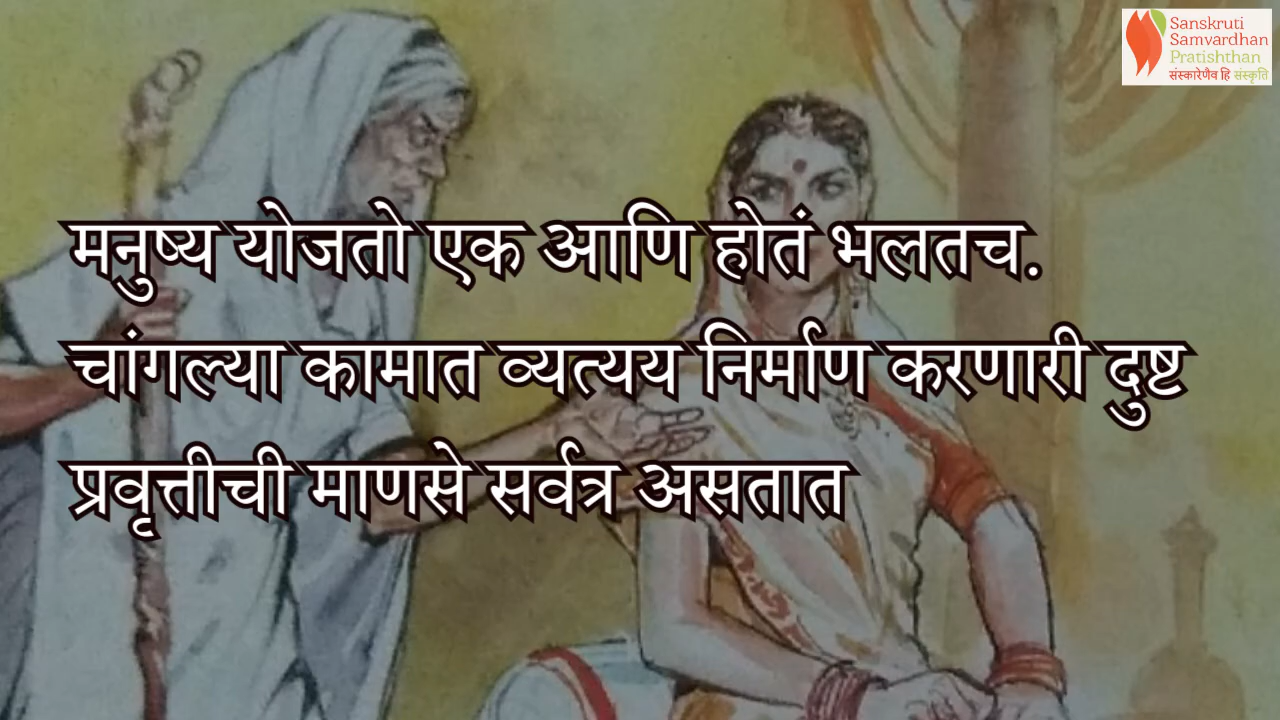 Sanskruti
Samvardhan
Pratishthan
संस्कारेणैव हि संस्कृति
मनुष्य योजतो एक आणि होतं भलतच.
चांगल्या कामात व्यत्यय निर्माण करणारी दुष्ट
प्रवृत्तीची माणसे सर्वत्र असतात